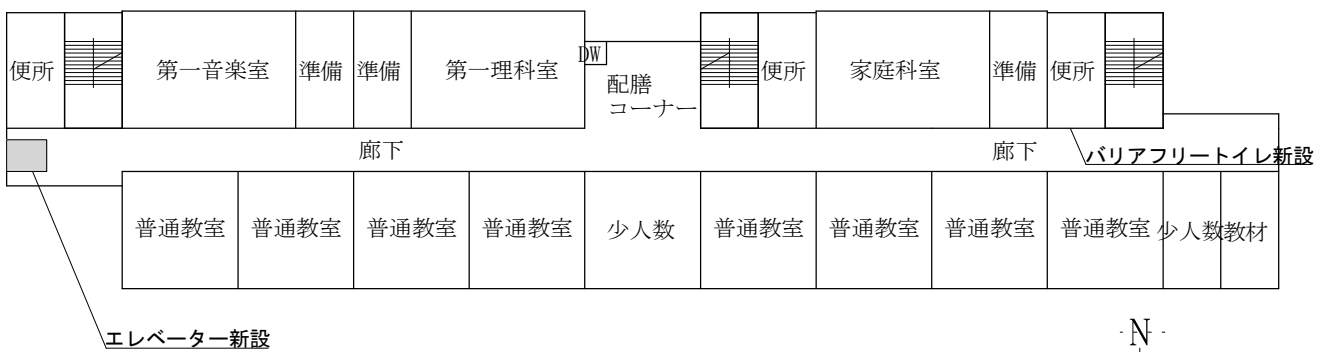 便所 第一音楽室 準備 準備 第一理科室 DW 便所 家庭科室 準備 便所
配膳
コーナー
廊下 廊下 バリアフリートイレ新設
普通教室 普通教室 普通教室 普通教室 少人数 普通教室 普通教室 普通教室 普通教室 少人数 教材
エレベーター新設 N